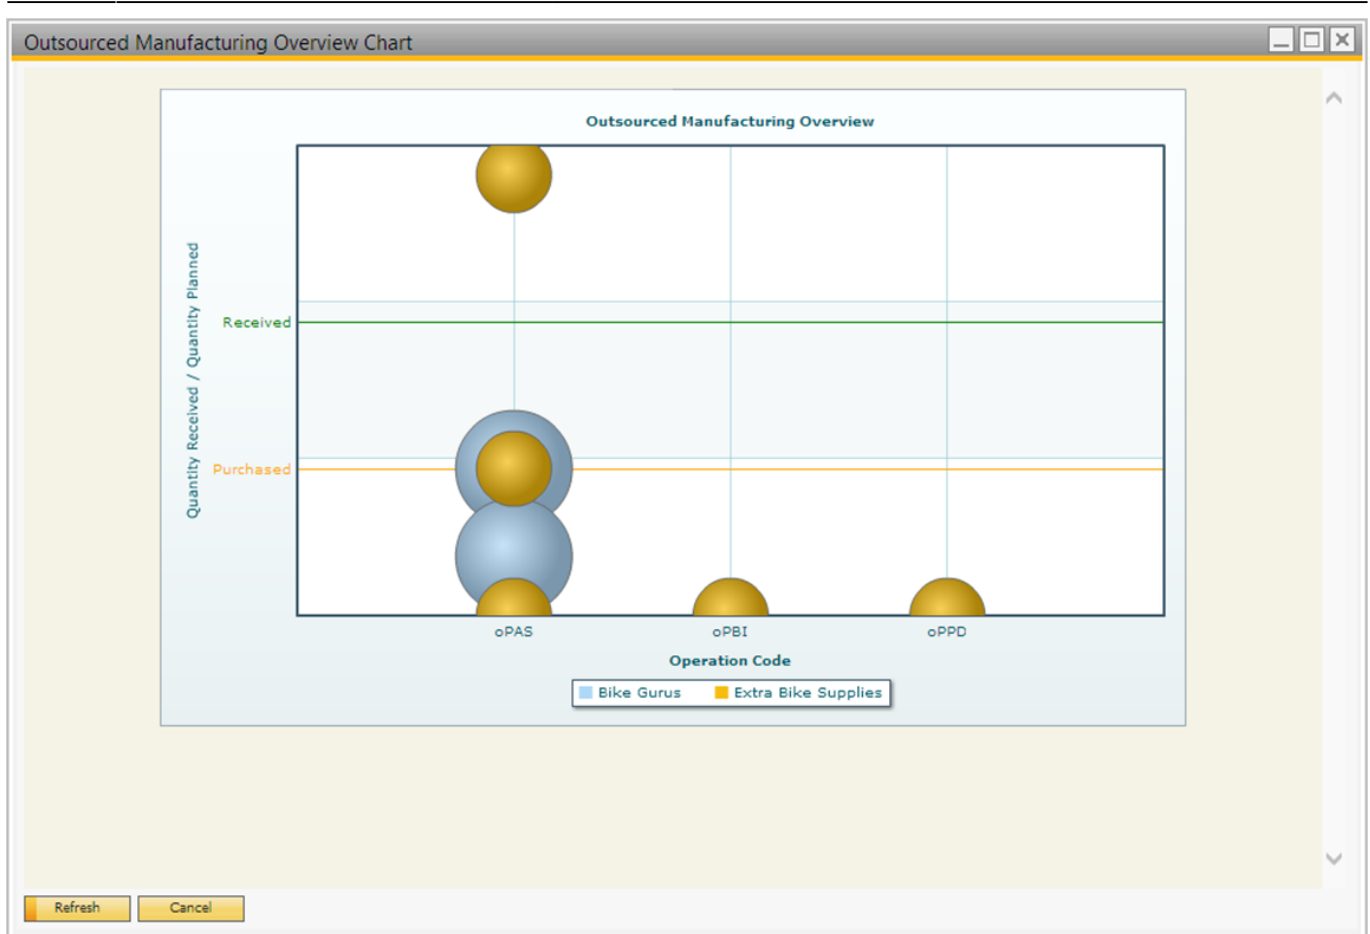 Outsourced Manufacturing Overview Chart
Outsourced Manufacturing Overview
Quantity Received / Quantity Planned
Received
Purchased
oPAS oPBI oPPD
Operation Code
Bike Gurus Extra Bike Supplies
Refresh Cancel